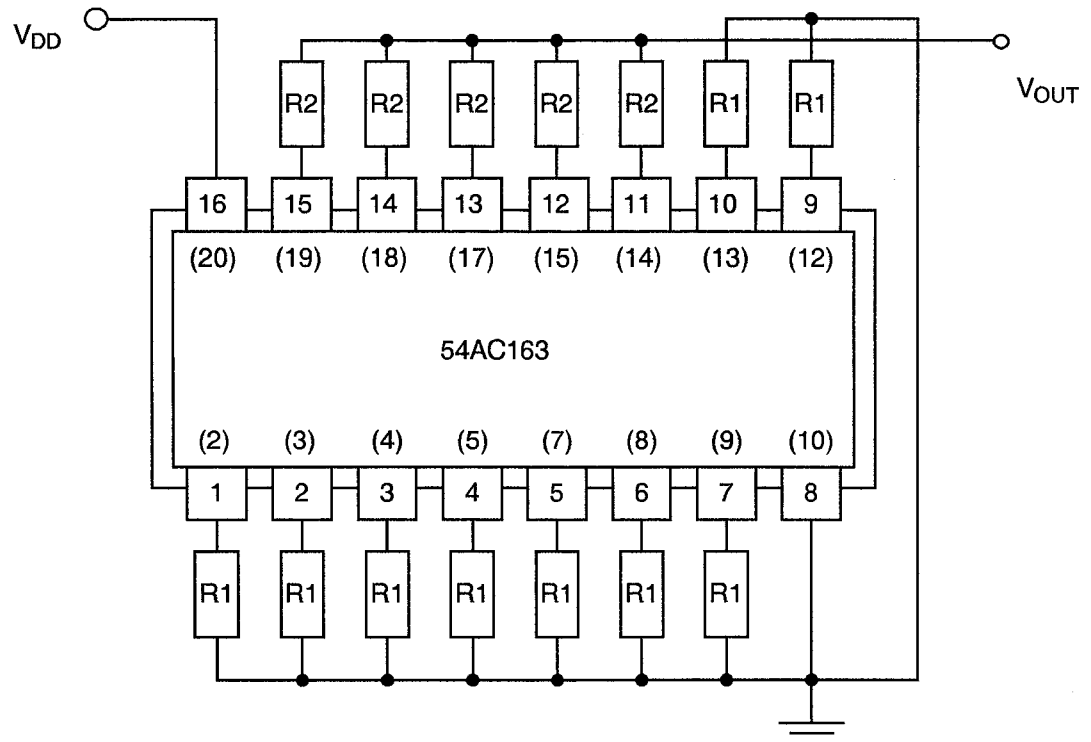 VDD
VOUT
R2 R2 R2 R2 R2 R1 R1
16 15 14 13 12 11 10 9
(20) (19) (18) (17) (15) (14) (13) (12)
54AC163
(2) (3) (4) (5) (7) (8) (9) (10)
1 2 3 4 5 6 7 8
R1 R1 R1 R1 R1 R1 R1